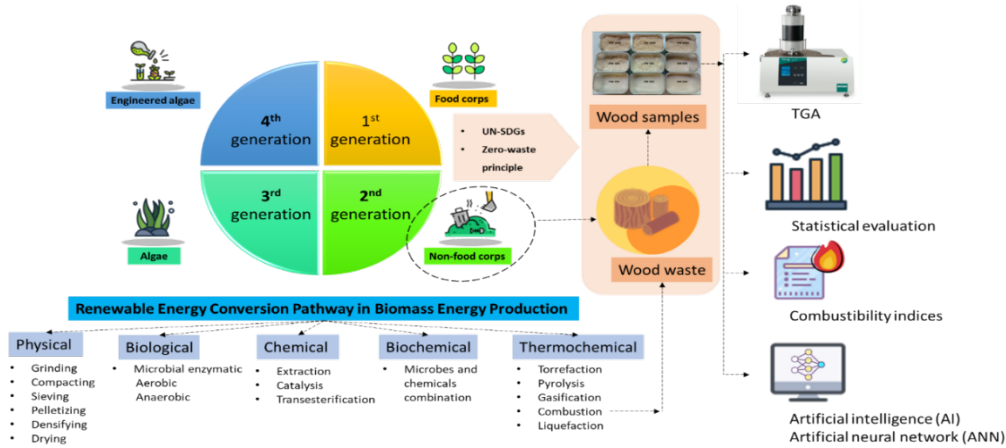 Engineered algae
4th
generation
1st
generation
Food corps
• UN-SDGs
• Zero-waste
principle
3rd
generation
2nd
generation
Algae
Non-food corps
Wood samples
Wood waste
TGA
Statistical evaluation
Combustibility indices
Artificial intelligence (AI)
Artificial neural network (ANN)
Renewable Energy Conversion Pathway in Biomass Energy Production
Physical
• Grinding
• Compacting
• Sieving
• Pelletizing
• Densifying
• Drying
Biological
• Microbial enzymatic
Aerobic
Anaerobic
Chemical
• Extraction
• Catalysis
• Transesterification
Biochemical
• Microbes and
chemicals
combination
Thermochemical
• Torrefaction
• Pyrolysis
• Gasification
• Combustion
• Liquefaction